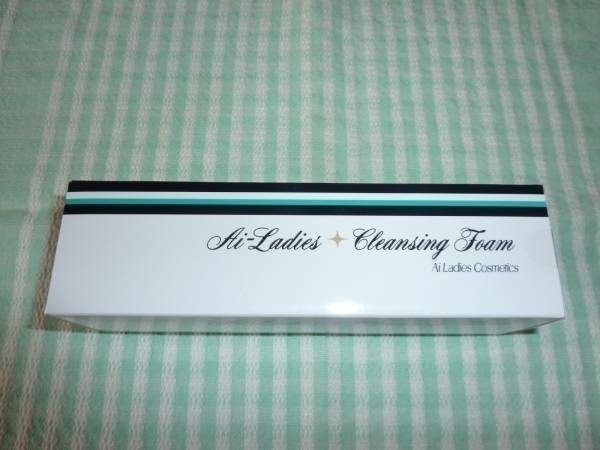 Ai-Ladies Cleansing Foam
Ai Ladies Cosmetics